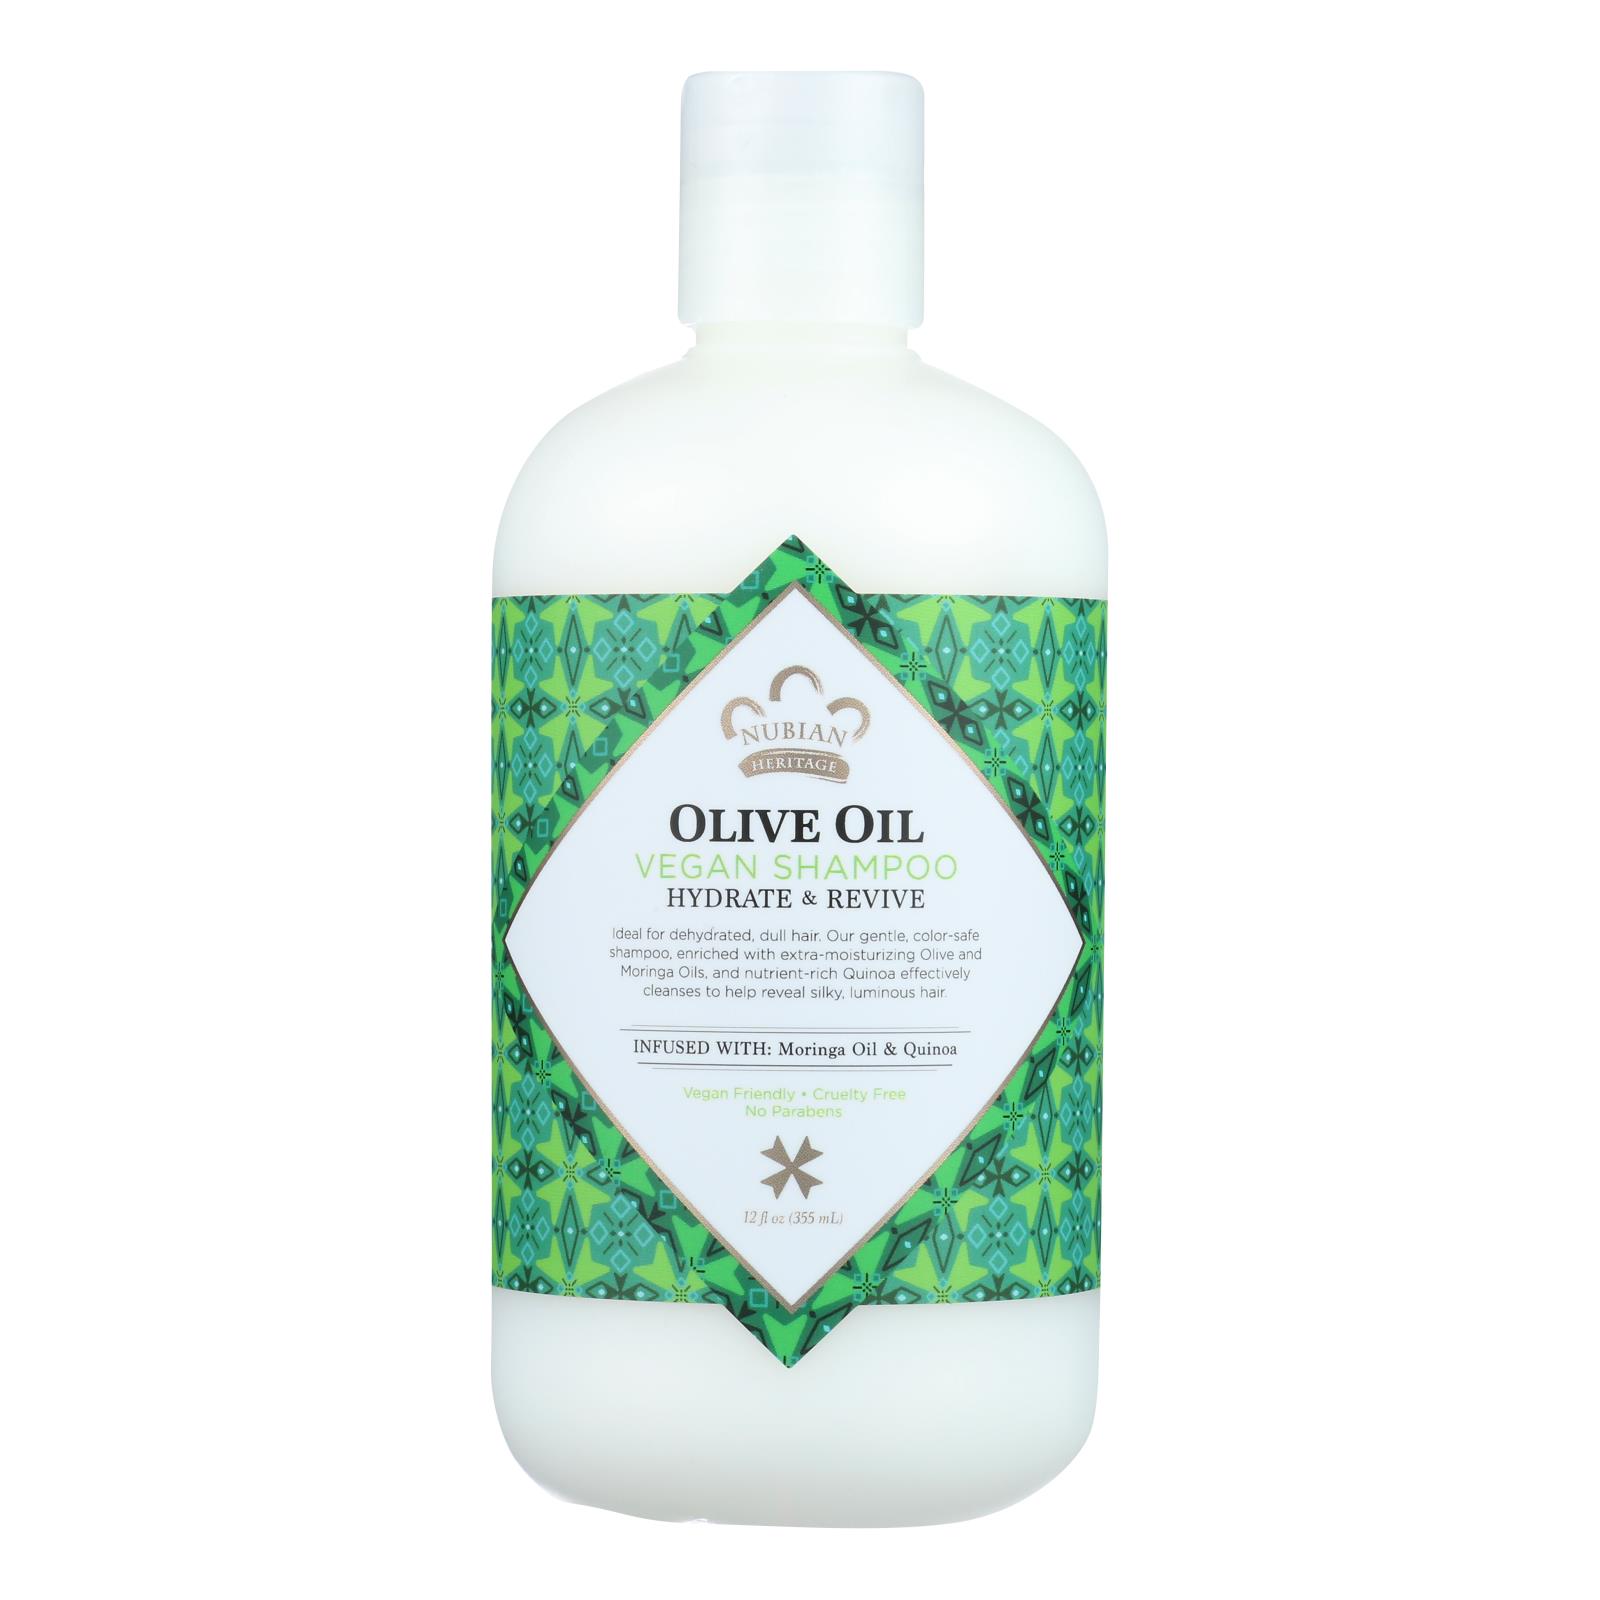 NUBIAN
HERITAGE
OLIVE OIL
VEGAN SHAMPOO
HYDRATE & REVIVE
Ideal for dehydrated, dull hair. Our gentle, color-safe
shampoo, enriched with extra-moisturizing Olive and
Moringa Oils, and nutrient-rich Quinoa effectively
cleanses to help reveal silky, luminous hair.
INFUSED WITH: Moringa Oil & Quinoa
Vegan Friendly • Cruelty Free
No Parabens
12 fl oz (355 mL)